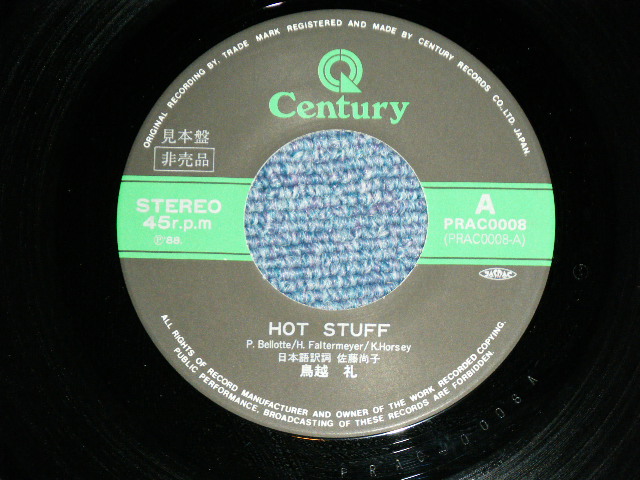 ORIGINAL RECORDING BY, TRADE MARK REGISTERED AND MADE BY CENTURY RECORDS CO., LTD. JAPAN.
Century
見本盤
非売品
STEREO
45r.p.m
Ⓟ'88.
A
PRAC0008
(PRAC0008-A)
HOT STUFF
P. Bellotte/H. Faltermeyer/K.Horsey
日本語訳詞 佐藤尚子
鳥越 礼
ALL RIGHTS OF RECORD MANUFACTURER AND OWNER OF THE WORK RECORDED COPYING,
PUBLIC PERFORMANCE, BROADCASTING OF THESE RECORDS ARE FORBIDDEN.